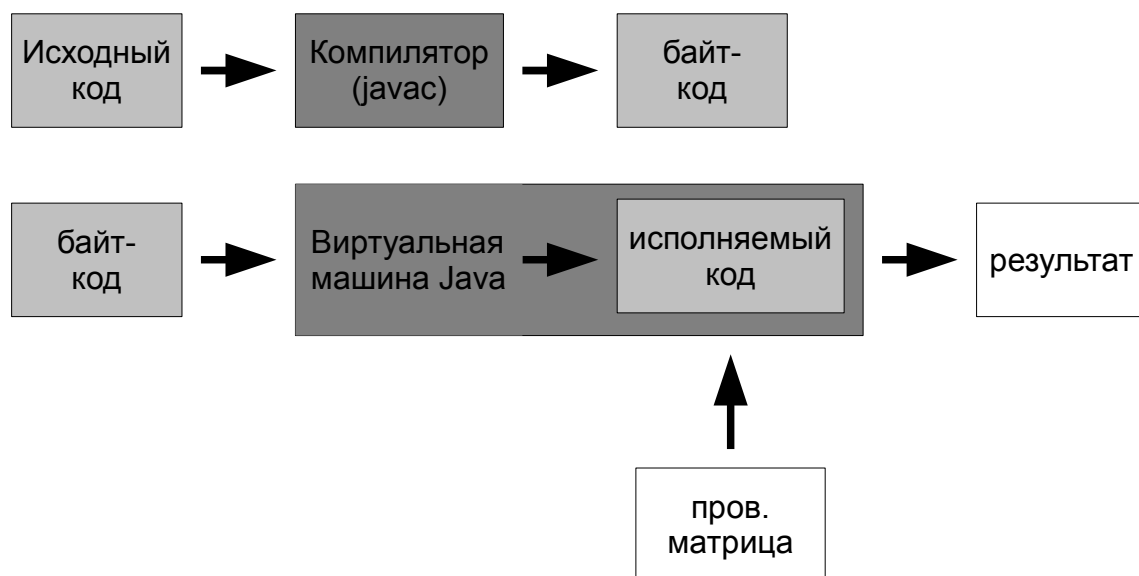 Исходный
код
Компилятор
(javac)
байт-
код
байт-
код
Виртуальная
машина Java
исполняемый
код
результат
пров.
матрица